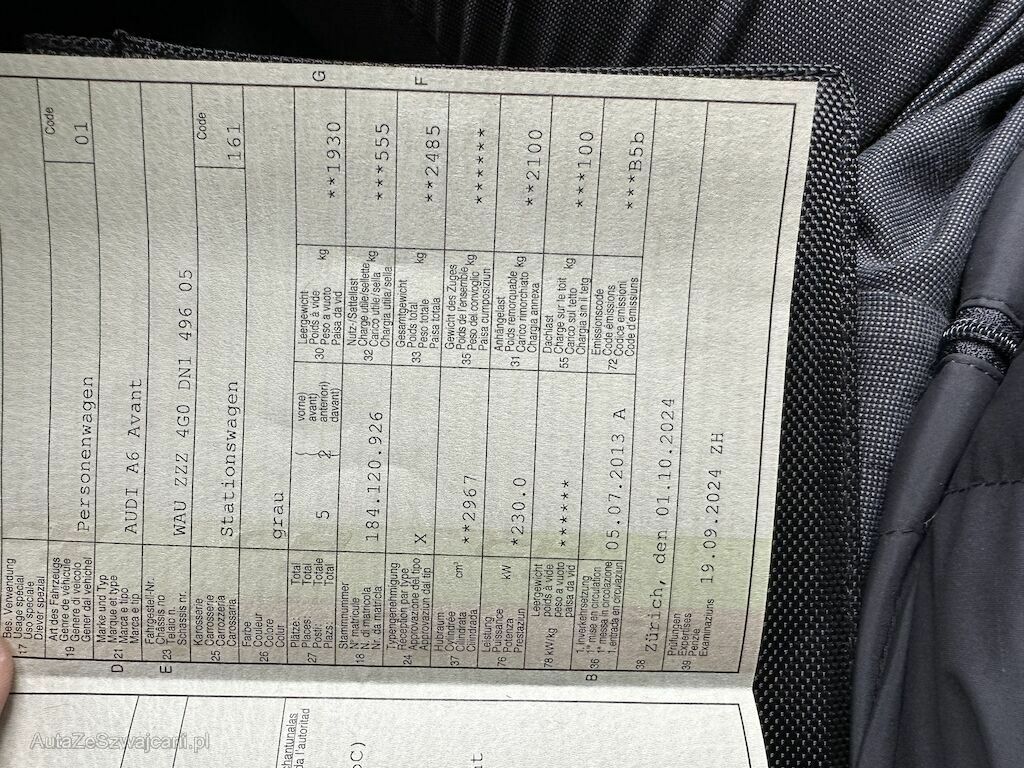 Bes. Verwendung
Usage spécial
Uso speciale
Diever spezial
17
Art des Fahrzeugs
Genre de véhicule
Genere di veicolo
Gener dal vehichel
19
Personenwagen
Code
01
Marke und Typ
Marque et type
Marca e tipo
Marca e tip
D 21
AUDI A6 Avant
Fahrgestell-Nr.
Châssis no
Telaio n.
Schassis nr.
E 23
WAU ZZZ 4G0 DN1 496 05
Karosserie
Carrosserie
Carrozzeria
Carossaria
25
Stationswagen
Code
161
Farbe
Couleur
Colore
Colur
26
grau
Plätze: Total
Places: Total
Posti: Totale
Plazs: Total
27
5
2
vorne)
avant)
anteriori)
davant)
Leergewicht
Poids à vide
Peso a vuoto
Paisa da vid
30
kg
**1930
G
Stammnummer
N° matricule
N. di matricola
Nr. da matricla
18
184.120.926
Nutz-/Sattellast
Charge utile/sellette
Carico utile/sella
Chargia utila/sella
32
kg
***555
Typengenehmigung
Réception par type
Approvazione del tipo
Approvaziun dal tip
24
X
Gesamtgewicht
Poids total
Peso totale
Paisa totala
33
kg
**2485
F
Hubraum
Cylindrée
Cilindrata
Cilindrada
37
cm³
**2967
Gewicht des Zuges
Poids de l'ensemble
Peso del convoglio
Paisa cumposiziun
35
kg
******
Leistung
Puissance
Potenza
Prestaziun
76
kW
*230.0
Anhängelast
Poids remorquable
Carico rimorchiato
Chargia annexa
31
kg
**2100
Leergewicht
poids à vide
peso a vuoto
paisa da vid
78 kW/kg
******
Dachlast
Charge sur le toit
Carico sul tetto
Chargia sin il tetg
55
kg
***100
1. Inverkehrsetzung
1re mise en circulation
1a messa in circolazione
1. entrada en circulaziun
B 36
05.07.2013 A
Emissionscode
Code émissions
Codice emissioni
Code d'emissiuns
72
***B5b
38
Zürich, den 01.10.2024
Prüfungen
Expertises
Perizie
Examinaziuns
39
19.09.2024 ZH
chantunalas
da l'autoritad
AutaZeSzwajcarii.pl